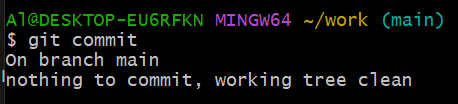 Al@DESKTOP-EU6RFKN MINGW64 ~/work (main)
$ git commit
On branch main
nothing to commit, working tree clean